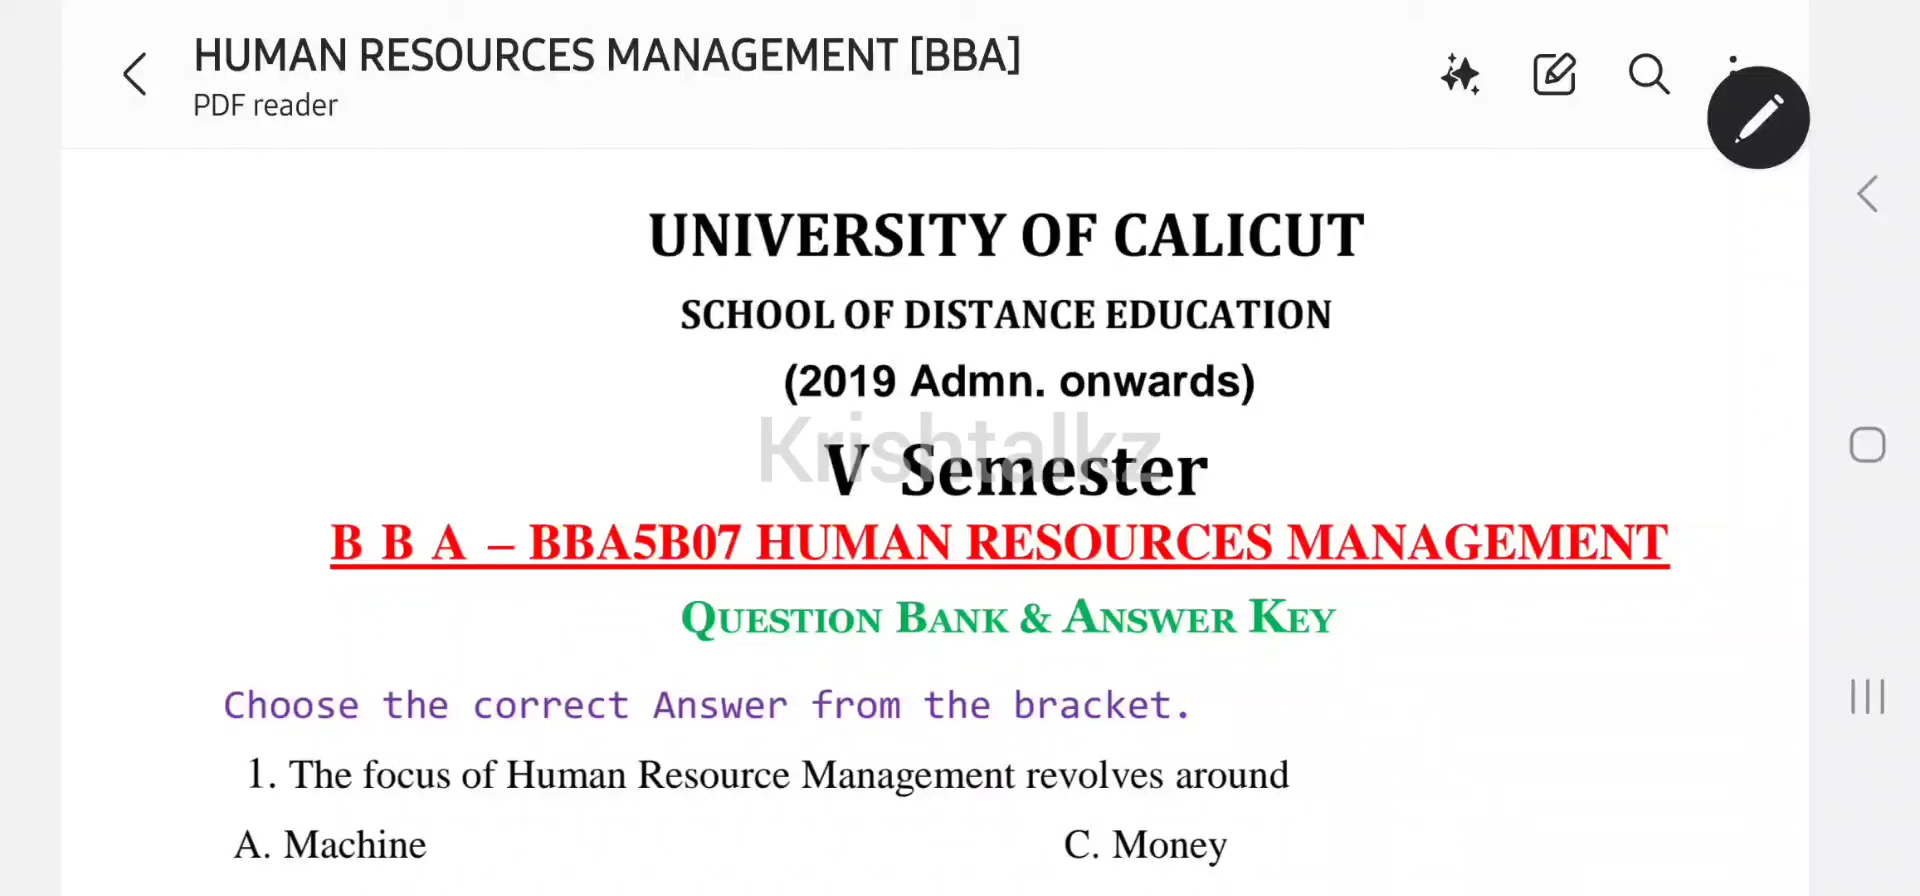 HUMAN RESOURCES MANAGEMENT [BBA]
PDF reader
UNIVERSITY OF CALICUT
SCHOOL OF DISTANCE EDUCATION
(2019 Admn. onwards)
Krishtalkz
V Semester
B B A – BBA5B07 HUMAN RESOURCES MANAGEMENT
QUESTION BANK & ANSWER KEY
Choose the correct Answer from the bracket.
1. The focus of Human Resource Management revolves around
A. Machine C. Money